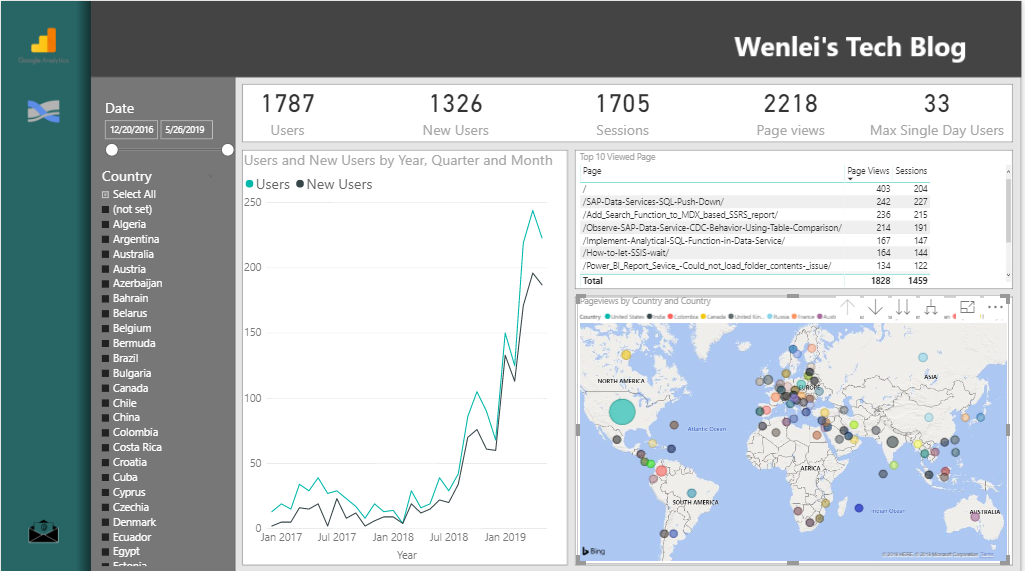 Google Analytics
Wenlei's Tech Blog
Date
12/20/2016 5/26/2019
Country
Select All
(not set)
Algeria
Argentina
Australia
Austria
Azerbaijan
Bahrain
Belarus
Belgium
Bermuda
Brazil
Bulgaria
Canada
Chile
China
Colombia
Costa Rica
Croatia
Cuba
Cyprus
Czechia
Denmark
Ecuador
Egypt
Estonia
1787 1326 1705 2218 33
Users New Users Sessions Page views Max Single Day Users
Users and New Users by Year, Quarter and Month
Users New Users
250
200
150
100
50
0
Jan 2017 Jul 2017 Jan 2018 Jul 2018 Jan 2019
Year
Top 10 Viewed Page
Page Page Views Sessions
/ 403 204
/SAP-Data-Services-SQL-Push-Down/ 242 227
/Add_Search_Function_to_MDX_based_SSRS_report/ 236 215
/Observe-SAP-Data-Service-CDC-Behavior-Using-Table-Comparison/ 214 191
/Implement-Analytical-SQL-Function-in-Data-Service/ 167 147
/How-to-let-SSIS-wait/ 164 144
/Power_BI_Report_Sevice_-Could_not_load_folder_contents-_issue/ 134 122
Total 1828 1459
Pageviews by Country and Country
Country United States India Colombia Canada United Kin... Russia France Austr
NORTH AMERICA
EUROPE
ASIA
Atlantic Ocean
AFRICA
SOUTH AMERICA
Indian Ocean
AUSTRALIA
Bing
© 2019 HERE, © 2019 Microsoft Corporation Terms